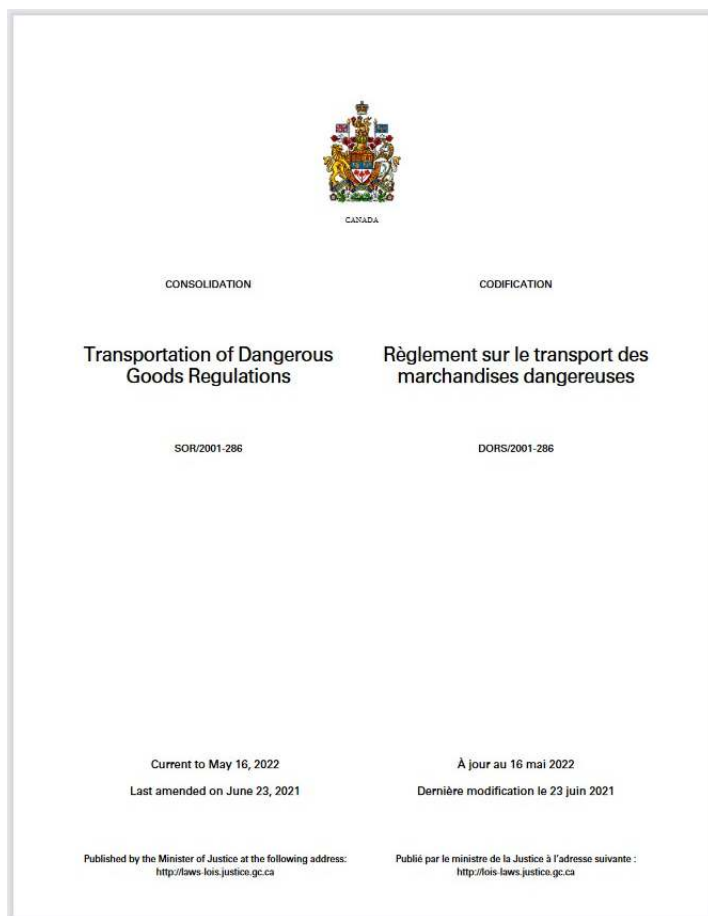 CANADA
CONSOLIDATION
CODIFICATION
Transportation of Dangerous
Goods Regulations
Règlement sur le transport des
marchandises dangereuses
SOR/2001-286
DORS/2001-286
Current to May 16, 2022
Last amended on June 23, 2021
À jour au 16 mai 2022
Dernière modification le 23 juin 2021
Published by the Minister of Justice at the following address:
http://laws-lois.justice.gc.ca
Publié par le ministre de la Justice à l'adresse suivante :
http://lois-laws.justice.gc.ca